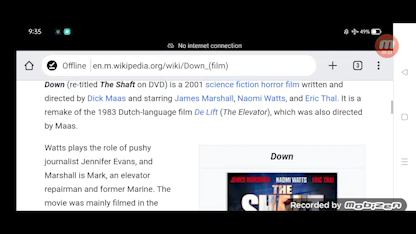 9:35
49%
No internet connection
Offline en.m.wikipedia.org/wiki/Down_(film)
3
Down (re-titled The Shaft on DVD) is a 2001 science fiction horror film written and
directed by Dick Maas and starring James Marshall, Naomi Watts, and Eric Thal. It is a
remake of the 1983 Dutch-language film De Lift (The Elevator), which was also directed
by Maas.
Watts plays the role of pushy
journalist Jennifer Evans, and
Marshall is Mark, an elevator
repairman and former Marine. The
movie was mainly filmed in the
Down
JAMES MARSHALL NAOMI WATTS ERIC THAL
THE
Recorded by mobizen